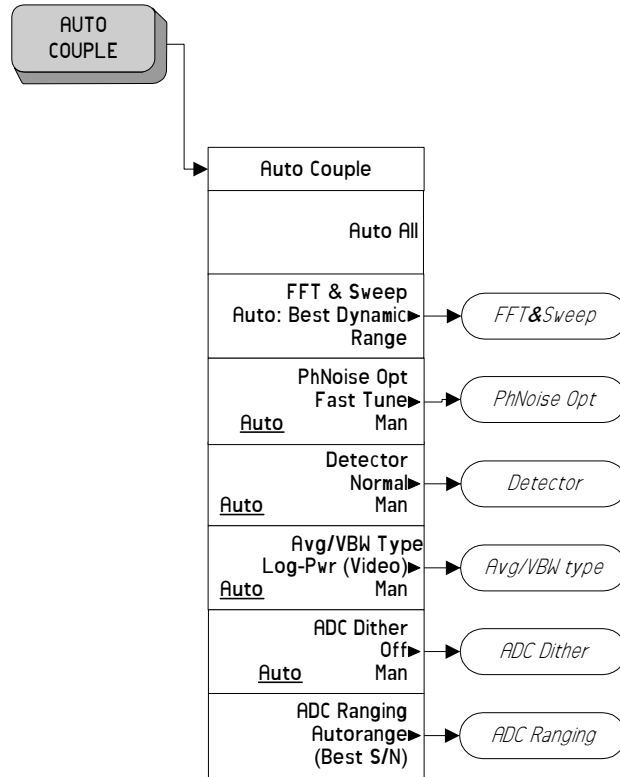 AUTO
COUPLE
Auto Couple
Auto All
FFT & Sweep
Auto: Best Dynamic
Range
FFT&Sweep
PhNoise Opt
Fast Tune
Auto Man
PhNoise Opt
Detector
Normal
Auto Man
Detector
Avg/VBW Type
Log-Pwr (Video)
Auto Man
Avg/VBW type
ADC Dither
Off
Auto Man
ADC Dither
ADC Ranging
Autorange
(Best S/N)
ADC Ranging